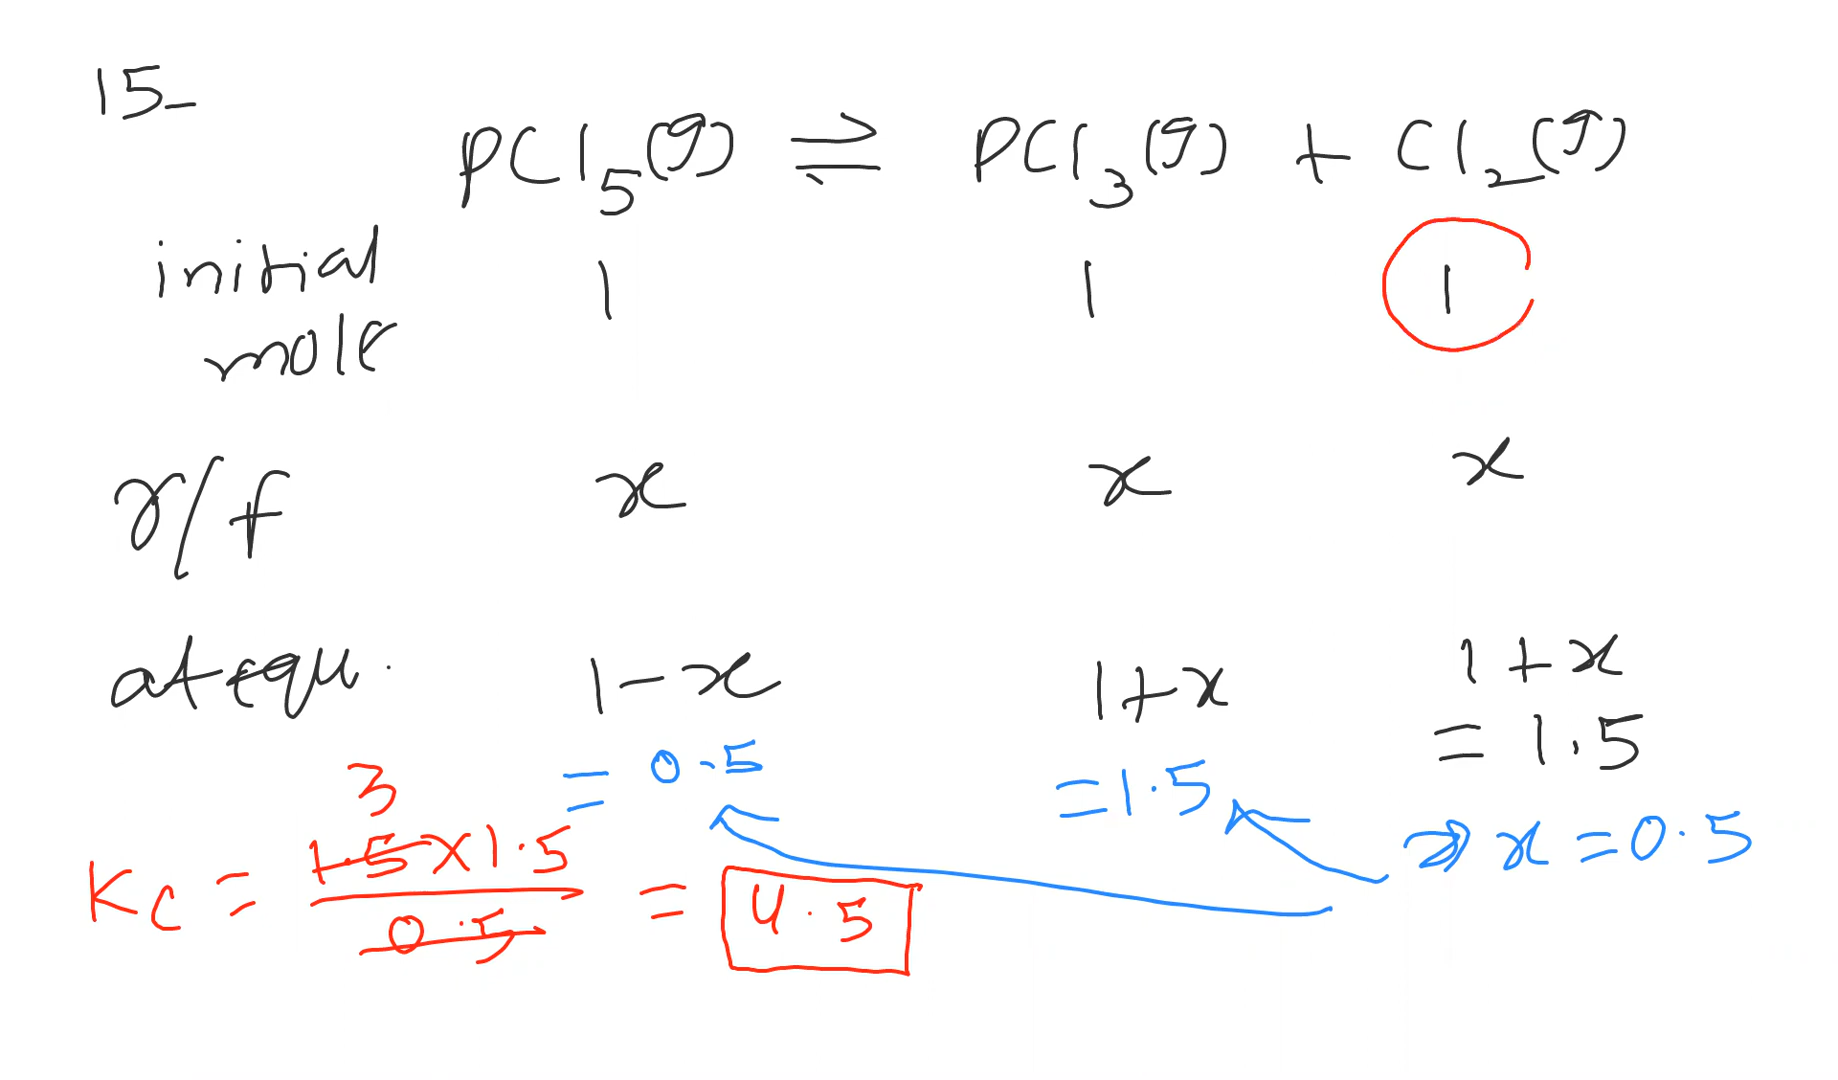 15-
PCl₅(g) ⇌ PCl₃(g) + Cl₂(g)
initial mole 1 1 1
r/f x x x
at equ. 1-x 1+x 1+x
= 0.5 = 1.5 = 1.5
⇒ x = 0.5
3
Kc = 1.5 × 1.5 / 0.5 = 4.5